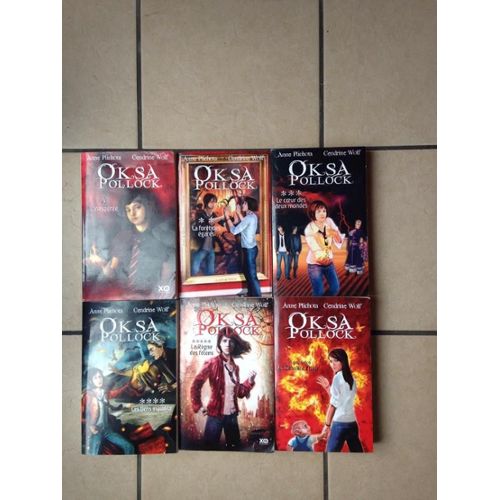 Anne Plichota Cendrine Wolf
OKSA
POLLOCK
*
L'inespérée
XO
Anne Plichota Cendrine Wolf
OKSA
POLLOCK
* *
La forêt des
égarés
Anne Plichota Cendrine Wolf
OKSA
POLLOCK
* * *
Le cœur des
deux mondes
Anne Plichota Cendrine Wolf
OKSA
POLLOCK
****
Les liens maudits
Anne Plichota Cendrine Wolf
OKSA
POLLOCK
*****
Le Règne
des félons
XO
Anne Plichota Cendrine Wolf
OKSA
POLLOCK